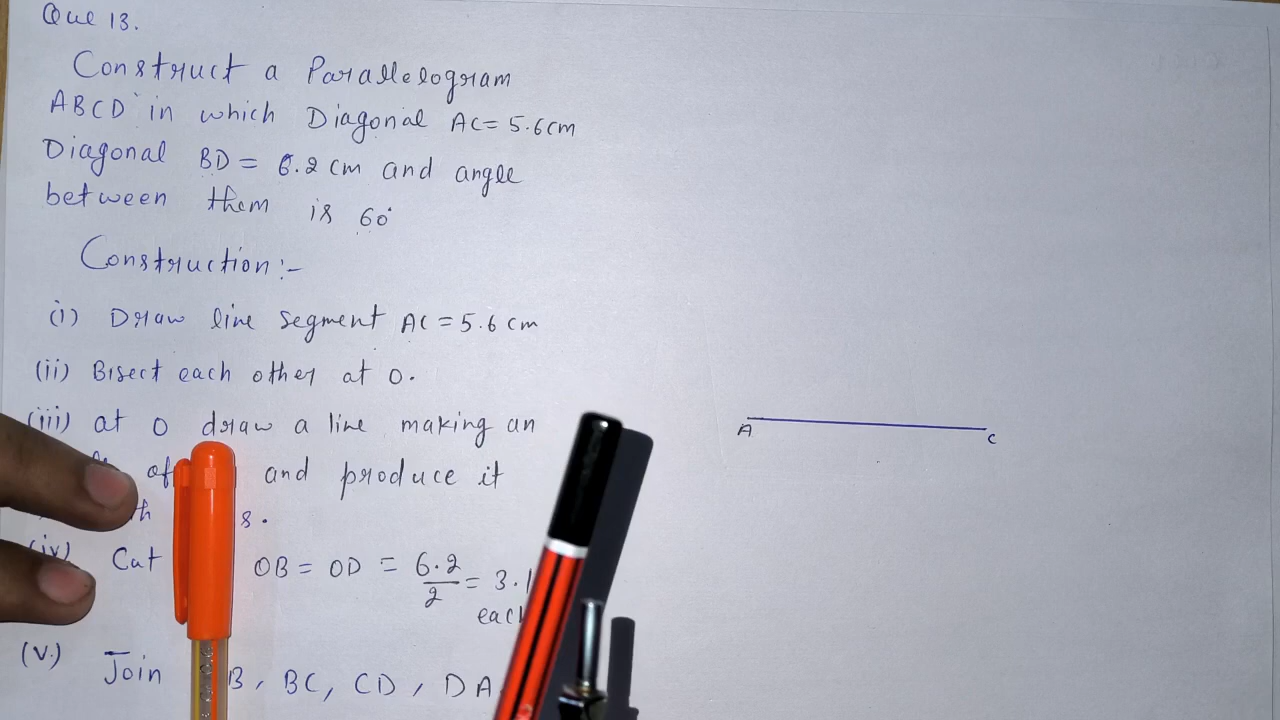 Que 13.
Construct a Parallelogram
ABCD in which Diagonal AC= 5.6cm
Diagonal BD = 6.2 cm and angle
between them is 60°
Construction:-
(i) Draw line segment AC = 5.6 cm
(ii) Bisect each other at O.
(iii) at O draw a line making an
of and produce it
s.
(iv) Cut OB = OD = 6.2/2 = 3.1
each
(v.) Join B, BC, CD, DA
A C